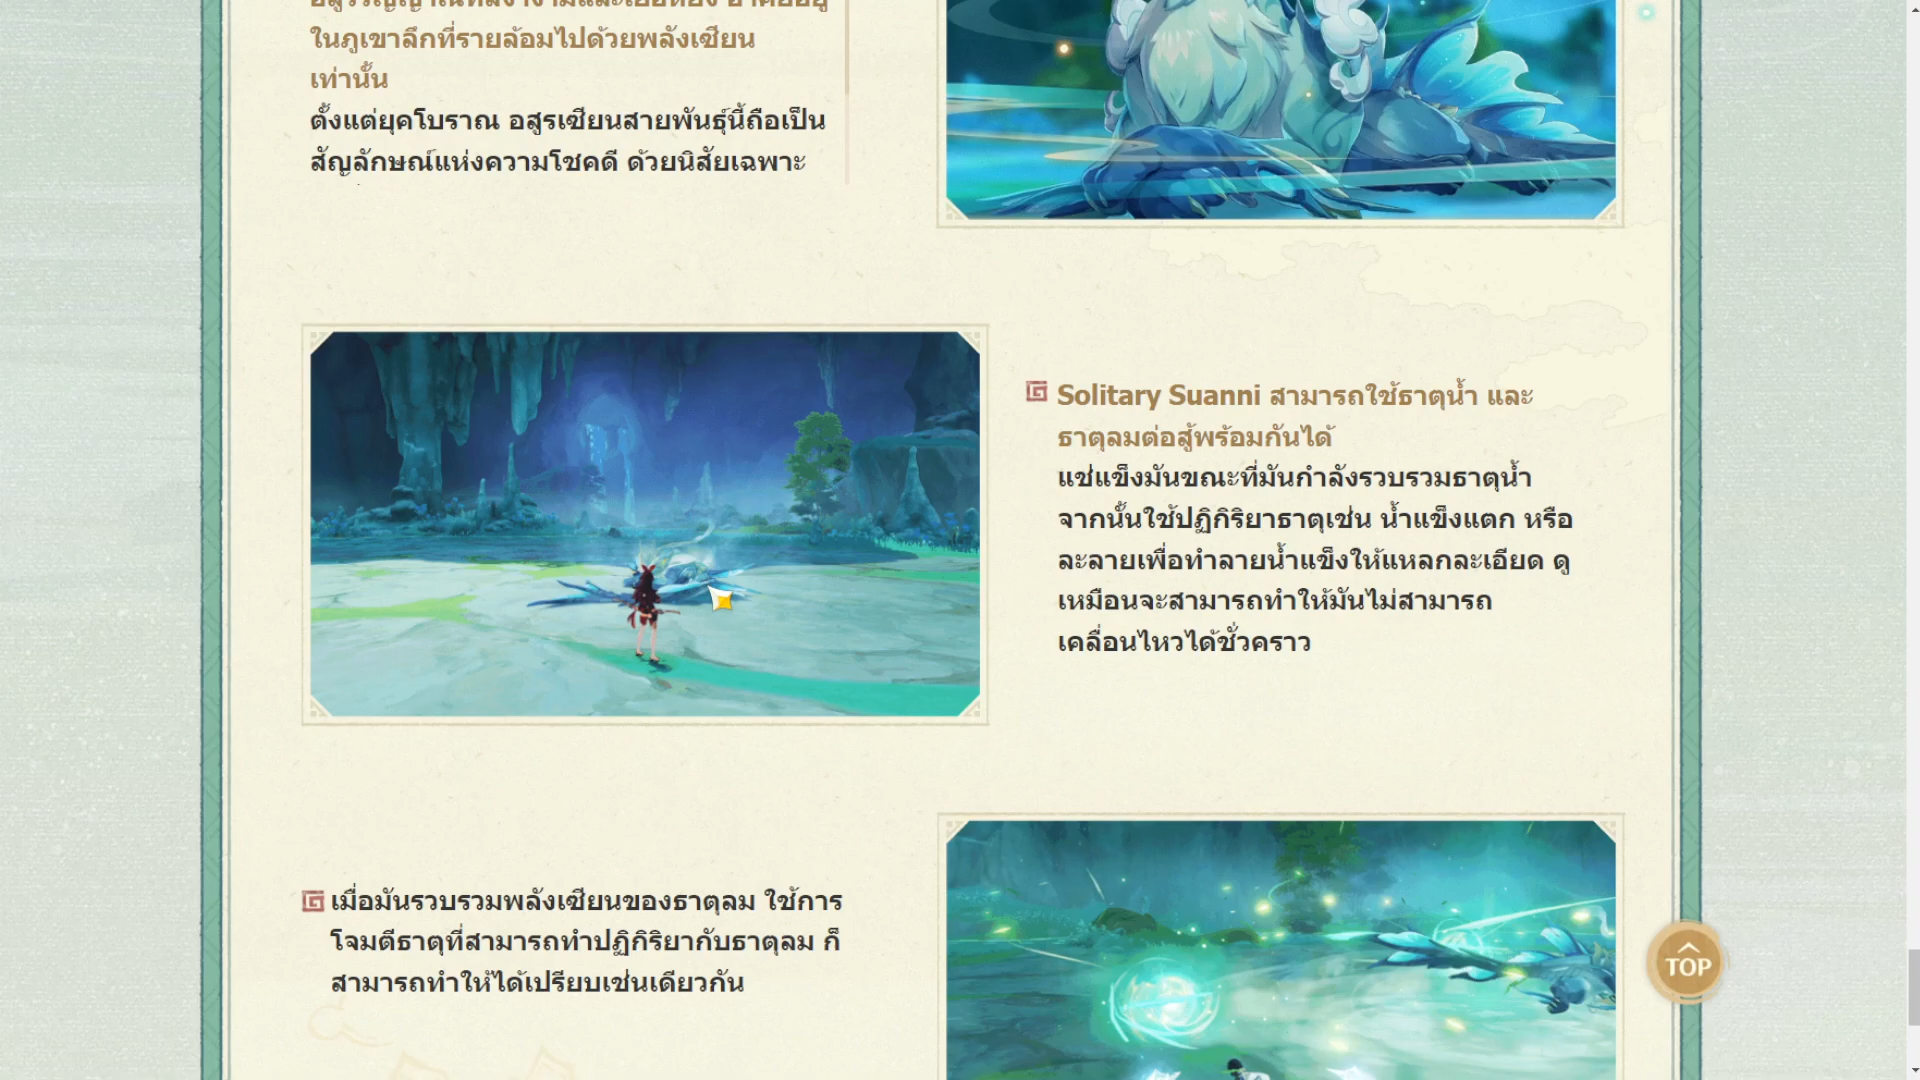 ในภูเขาลึกที่รายล้อมไปด้วยพลังเซียน
เท่านั้น
ตั้งแต่ยุคโบราณ อสูรเซียนสายพันธุ์นี้ถือเป็น
สัญลักษณ์แห่งความโชคดี ด้วยนิสัยเฉพาะ
Solitary Suanni สามารถใช้ธาตุน้ำ และ
ธาตุลมต่อสู้พร้อมกันได้
แช่แข็งมันขณะที่มันกำลังรวบรวมธาตุน้ำ
จากนั้นใช้ปฏิกิริยาธาตุเช่น น้ำแข็งแตก หรือ
ละลายเพื่อทำลายน้ำแข็งให้แหลกละเอียด ดู
เหมือนจะสามารถทำให้มันไม่สามารถ
เคลื่อนไหวได้ชั่วคราว
เมื่อมันรวบรวมพลังเซียนของธาตุลม ใช้การ
โจมตีธาตุที่สามารถทำปฏิกิริยากับธาตุลม ก็
สามารถทำให้ได้เปรียบเช่นเดียวกัน
TOP